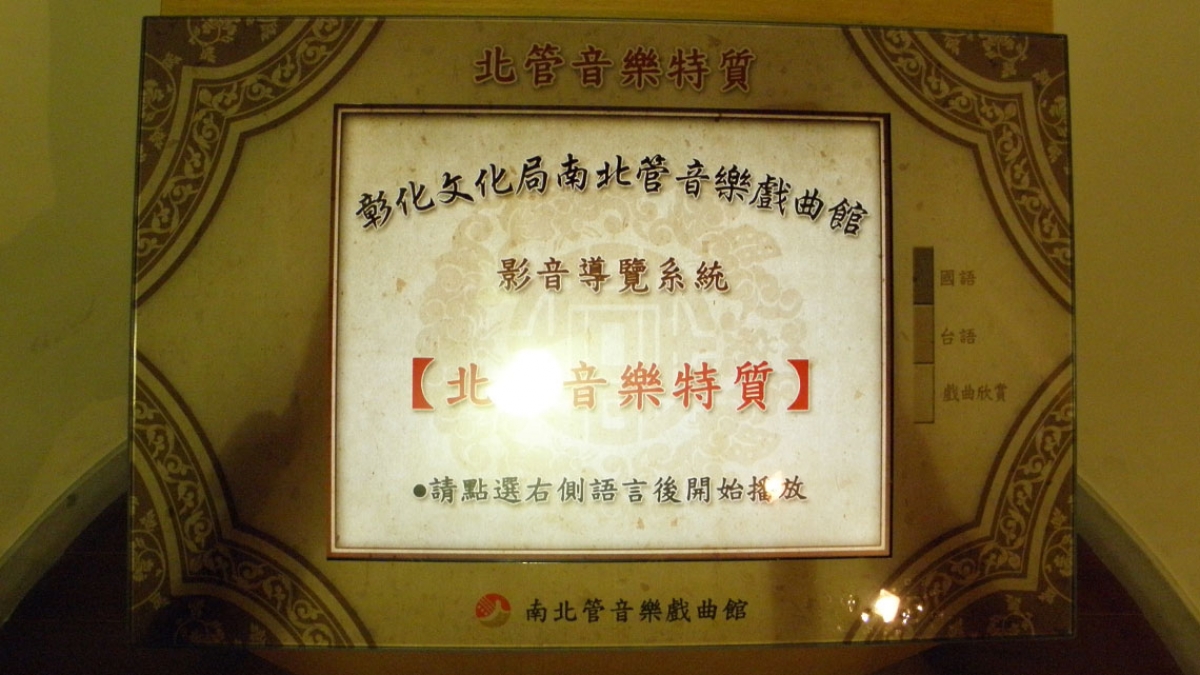 北管音樂特質
彰化文化局南北管音樂戲曲館
影音導覽系統
【北 音樂特質】
•請點選右側語言後開始播放
國語
台語
戲曲欣賞
南北管音樂戲曲館